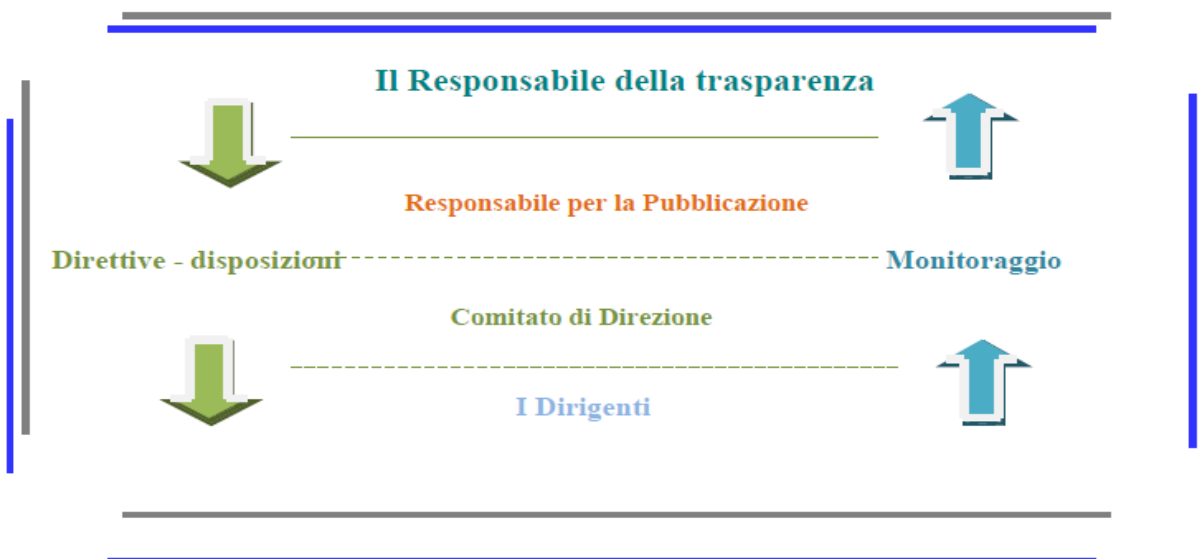 Il Responsabile della trasparenza
Responsabile per la Pubblicazione
Direttive - disposizioni
Monitoraggio
Comitato di Direzione
I Dirigenti